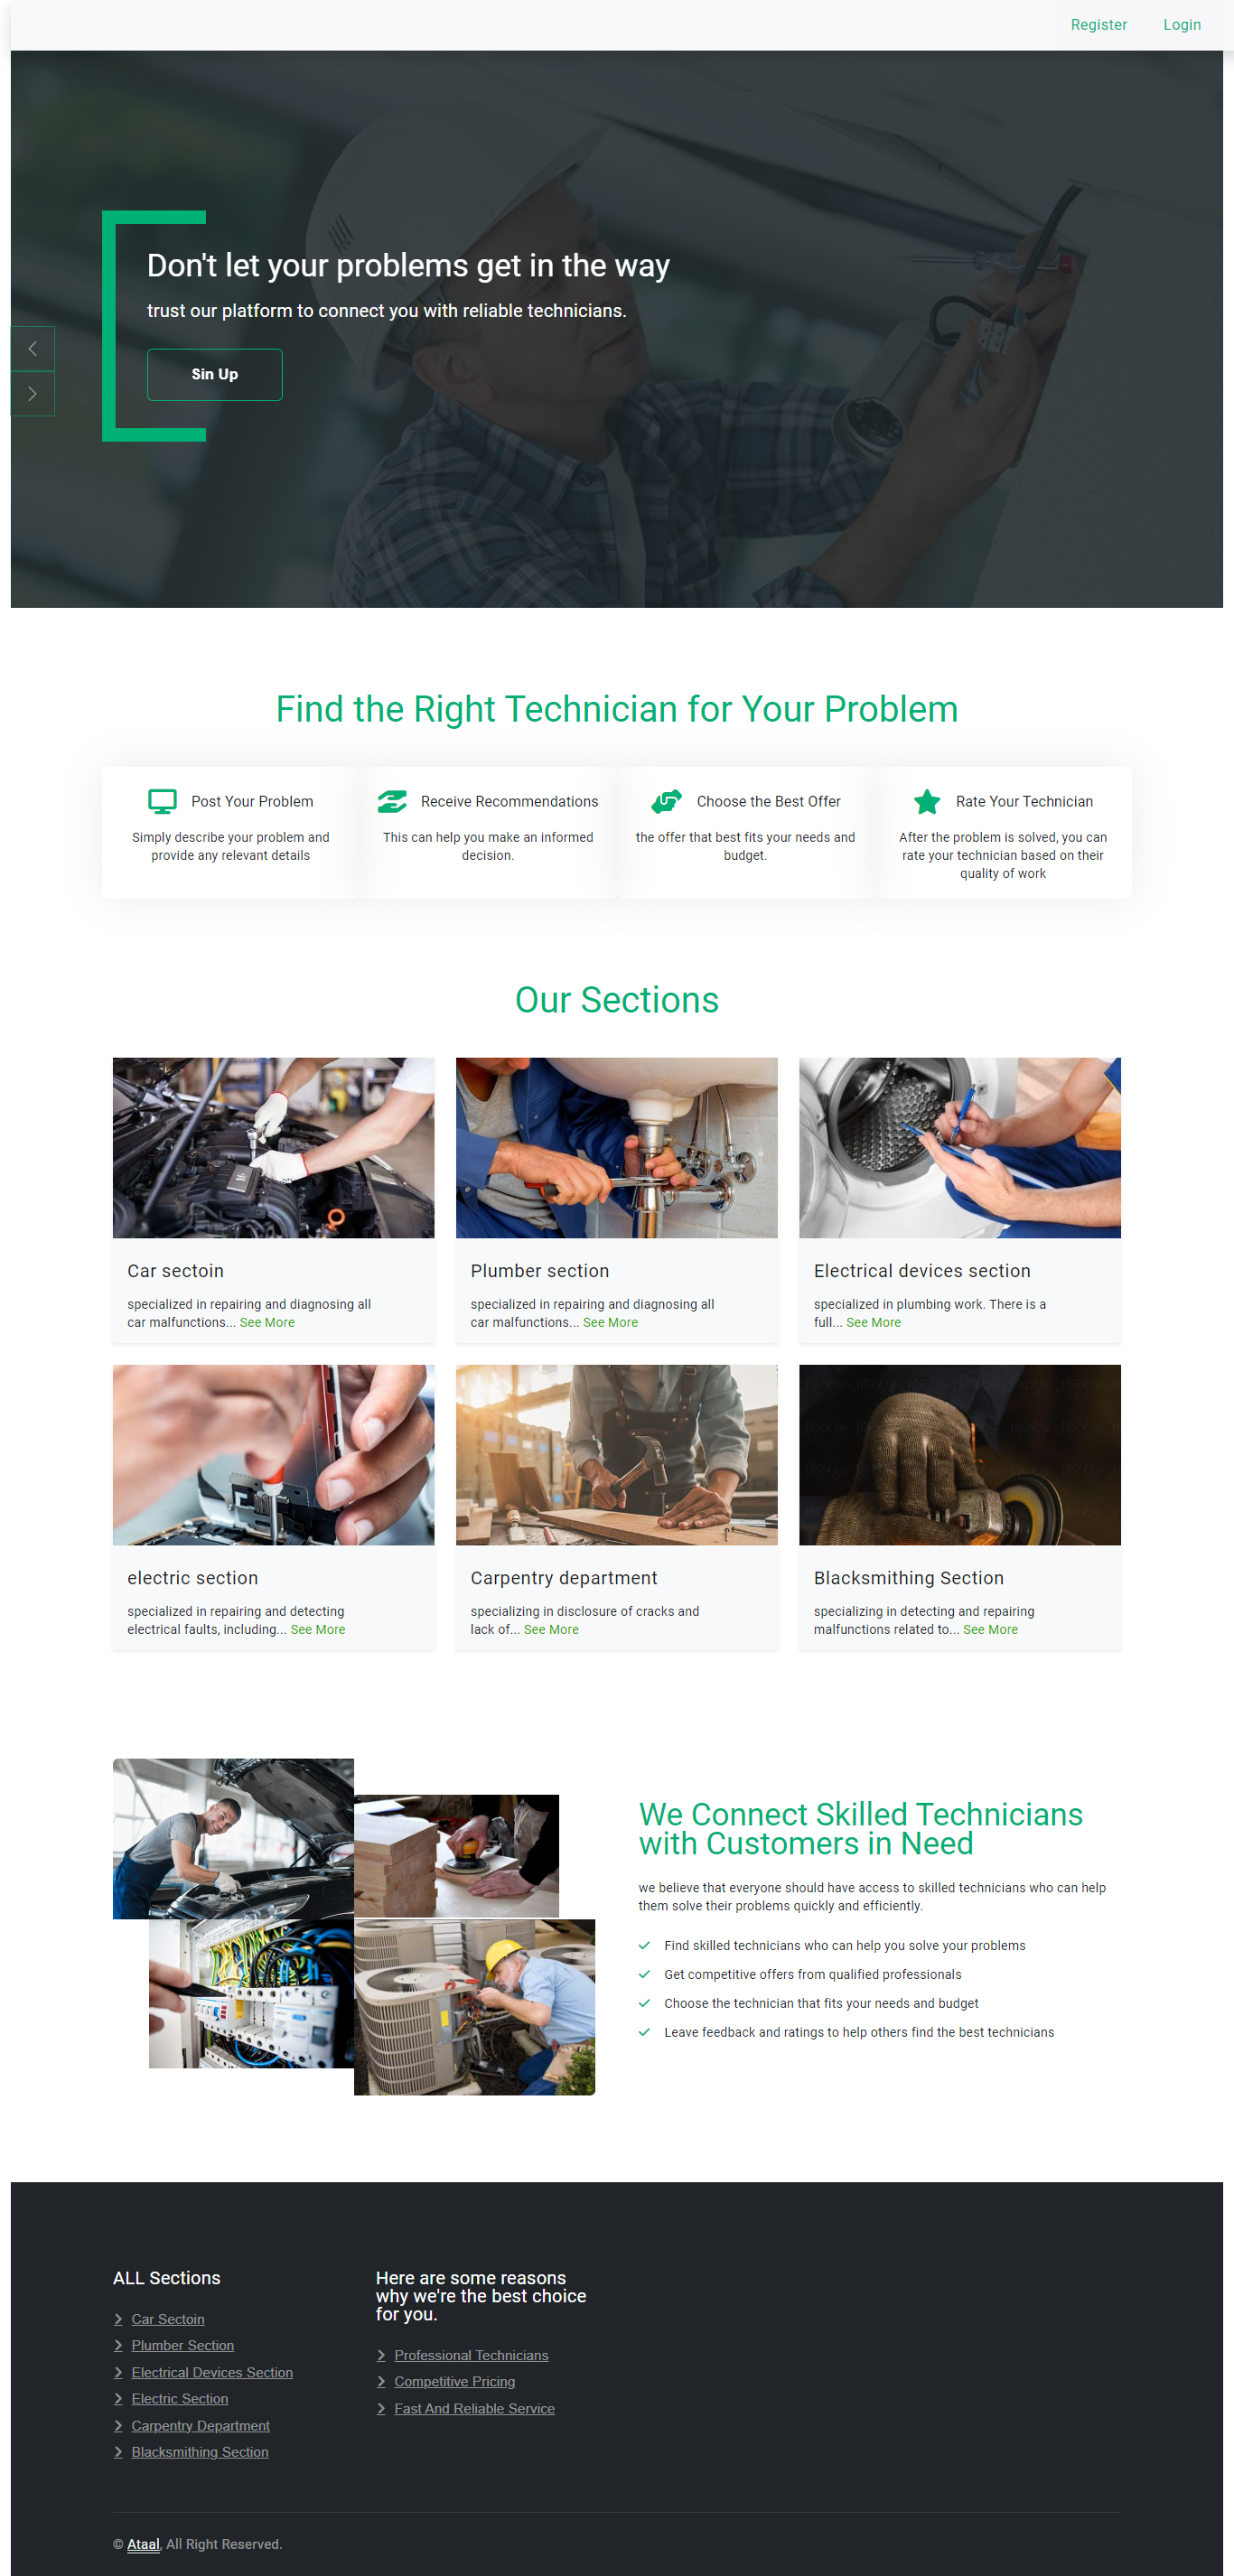 Register Login
Don't let your problems get in the way
trust our platform to connect you with reliable technicians.
Sin Up
Find the Right Technician for Your Problem
Post Your Problem
Simply describe your problem and
provide any relevant details
Receive Recommendations
This can help you make an informed
decision.
Choose the Best Offer
the offer that best fits your needs and
budget.
Rate Your Technician
After the problem is solved, you can
rate your technician based on their
quality of work
Our Sections
Car sectoin
specialized in repairing and diagnosing all
car malfunctions... See More
Plumber section
specialized in repairing and diagnosing all
car malfunctions... See More
Electrical devices section
specialized in plumbing work. There is a
full... See More
electric section
specialized in repairing and detecting
electrical faults, including... See More
Carpentry department
specializing in disclosure of cracks and
lack of... See More
Blacksmithing Section
specializing in detecting and repairing
malfunctions related to... See More
We Connect Skilled Technicians
with Customers in Need
we believe that everyone should have access to skilled technicians who can help
them solve their problems quickly and efficiently.
Find skilled technicians who can help you solve your problems
Get competitive offers from qualified professionals
Choose the technician that fits your needs and budget
Leave feedback and ratings to help others find the best technicians
ALL Sections
Car Sectoin
Plumber Section
Electrical Devices Section
Electric Section
Carpentry Department
Blacksmithing Section
Here are some reasons
why we're the best choice
for you.
Professional Technicians
Competitive Pricing
Fast And Reliable Service
© Ataal, All Right Reserved.